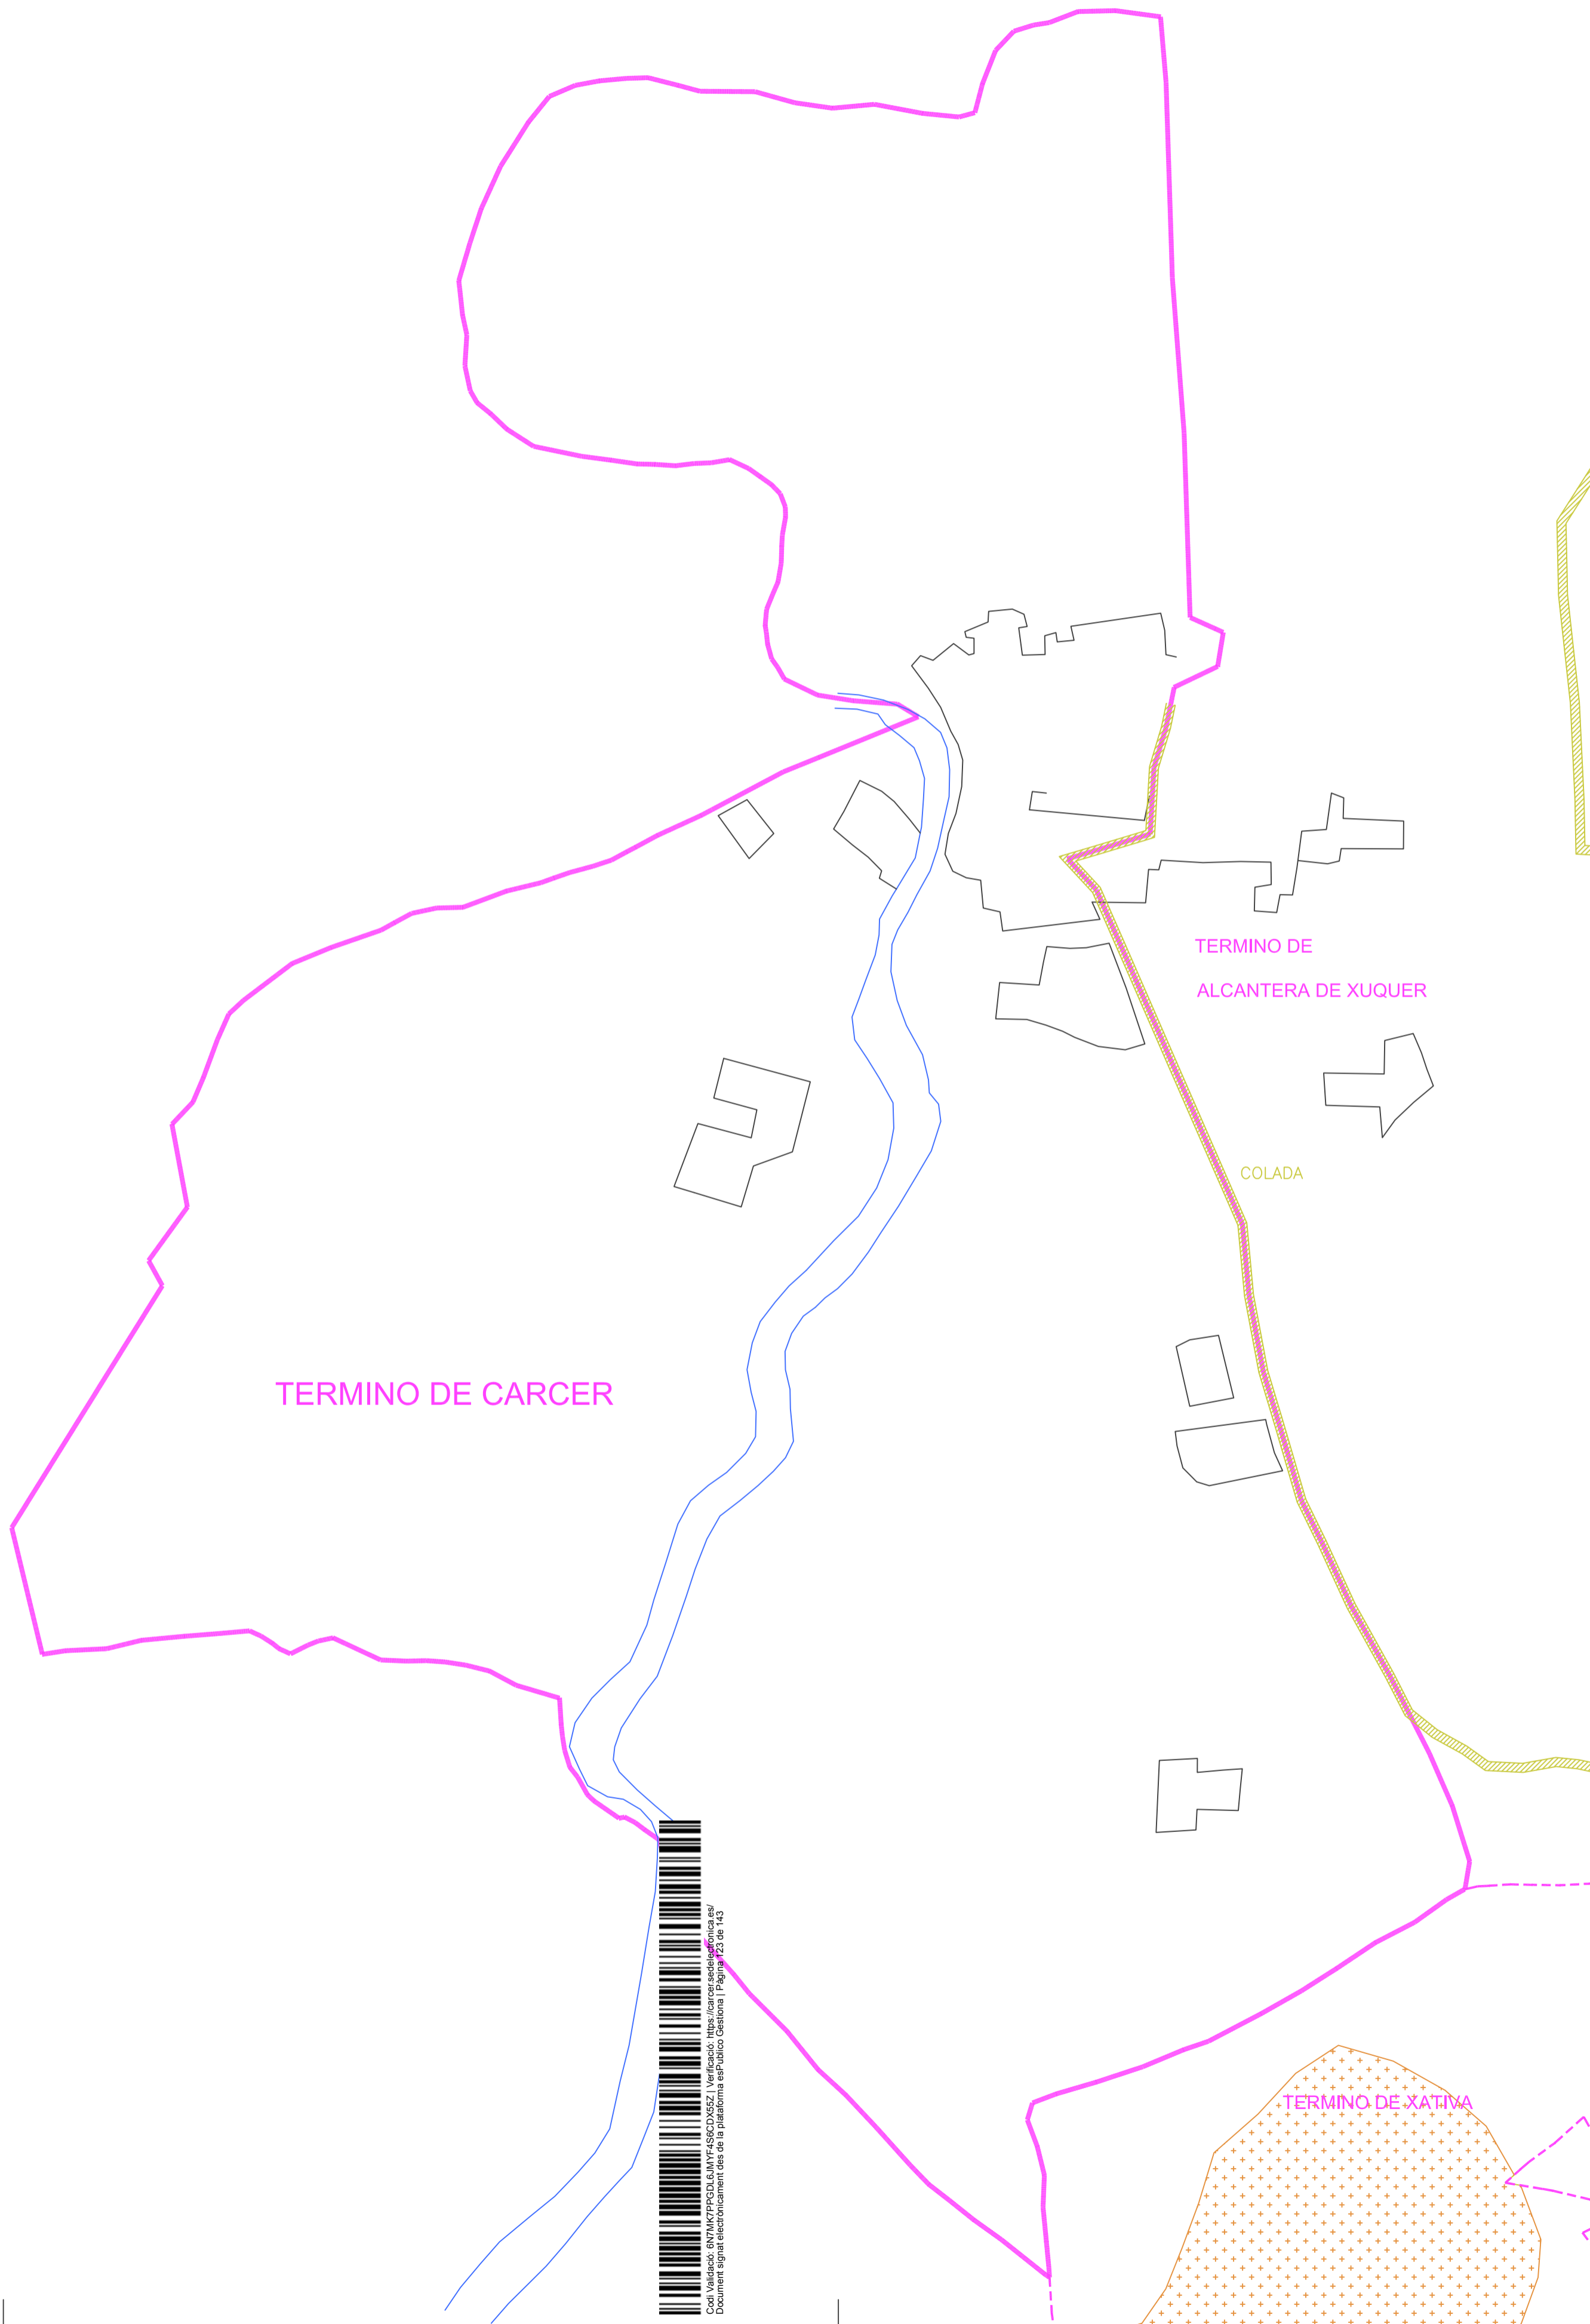 TERMINO DE
ALCANTERA DE XUQUER
COLADA
TERMINO DE CARCER
TERMINO DE XATIVA
Codi Validació: 6N7MK7PPGDL6JMYF4S6CDX55Z | Verificació: https://carcer.sedelectronica.es/
Document signat electrònicament des de la plataforma esPublico Gestiona | Pàgina 123 de 143